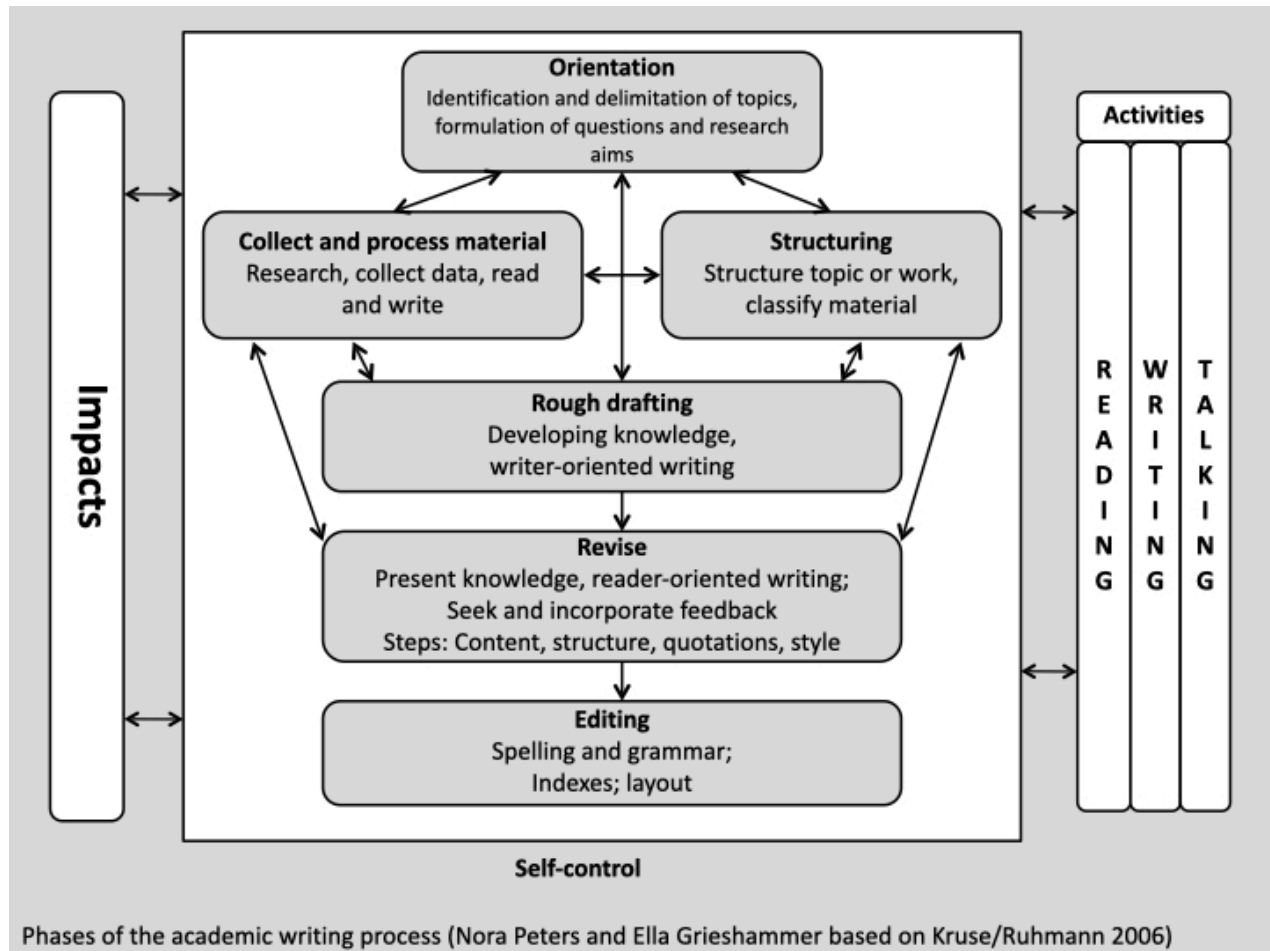 Orientation
Identification and delimitation of topics,
formulation of questions and research
aims
Impacts
Activities
READING
WRITING
TALKING
Collect and process material
Research, collect data, read
and write
Structuring
Structure topic or work,
classify material
Rough drafting
Developing knowledge,
writer-oriented writing
Revise
Present knowledge, reader-oriented writing;
Seek and incorporate feedback
Steps: Content, structure, quotations, style
Editing
Spelling and grammar;
Indexes; layout
Self-control
Phases of the academic writing process (Nora Peters and Ella Grieshammer based on Kruse/Ruhmann 2006)